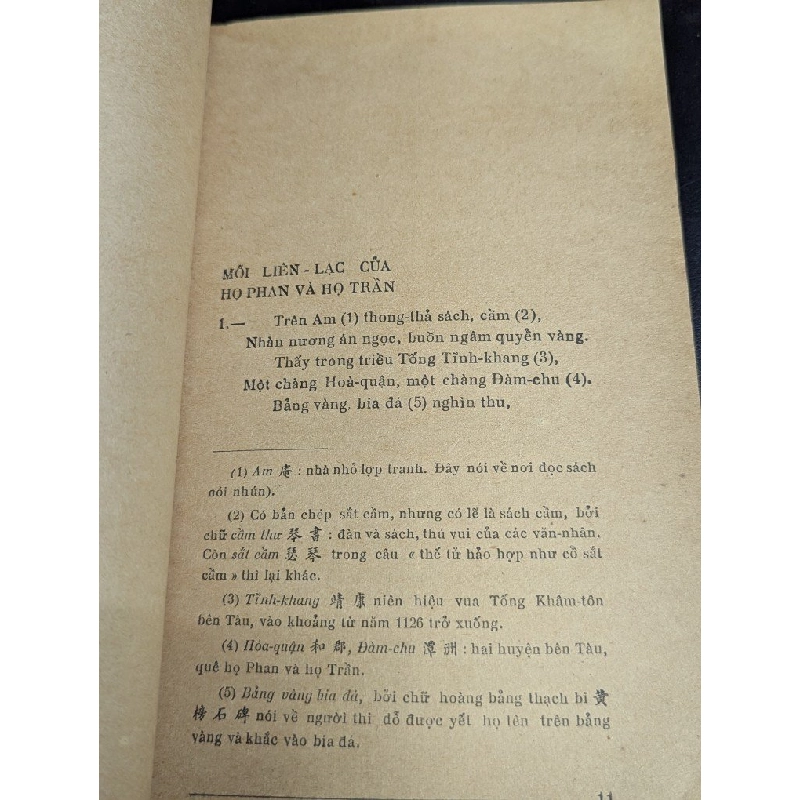 MỐI LIÊN-LẠC CỦA
HỌ PHAN VÀ HỌ TRẦN
1.— Trên Am (1) thong-thả sách, cầm (2),
Nhàn nương án ngọc, buồn ngâm quyển vàng.
Thấy trong triều Tống Tĩnh-khang (3),
Một chàng Hoà-quận, một chàng Đàm-chu (4).
Bảng vàng, bia đá (5) nghìn thu,
(1) Am 庵 : nhà nhỏ lợp tranh. Đây nói về nơi đọc sách
nói nhún).
(2) Có bản chép sắt cầm, nhưng có lẽ là sách cầm, bởi
chữ cầm thư 琴書 : đàn và sách, thú vui của các văn-nhân.
Còn sắt cầm 瑟琴 trong câu « thế tử hảo hợp như cổ sắt
cầm » thì lại khác.
(3) Tĩnh-khang 靖康 niên hiệu vua Tống Khâm-tôn
bên Tàu, vào khoảng từ năm 1126 trở xuống.
(4) Hòa-quận 和郡, Đàm-chu 潭洲 : hai huyện bên Tàu,
quê họ Phan và họ Trần.
(5) Bảng vàng bia đá, bởi chữ hoàng bảng thạch bi 黄
榜石碑 nói về người thi đỗ được yết họ tên trên bảng
vàng và khắc vào bia đá.
11